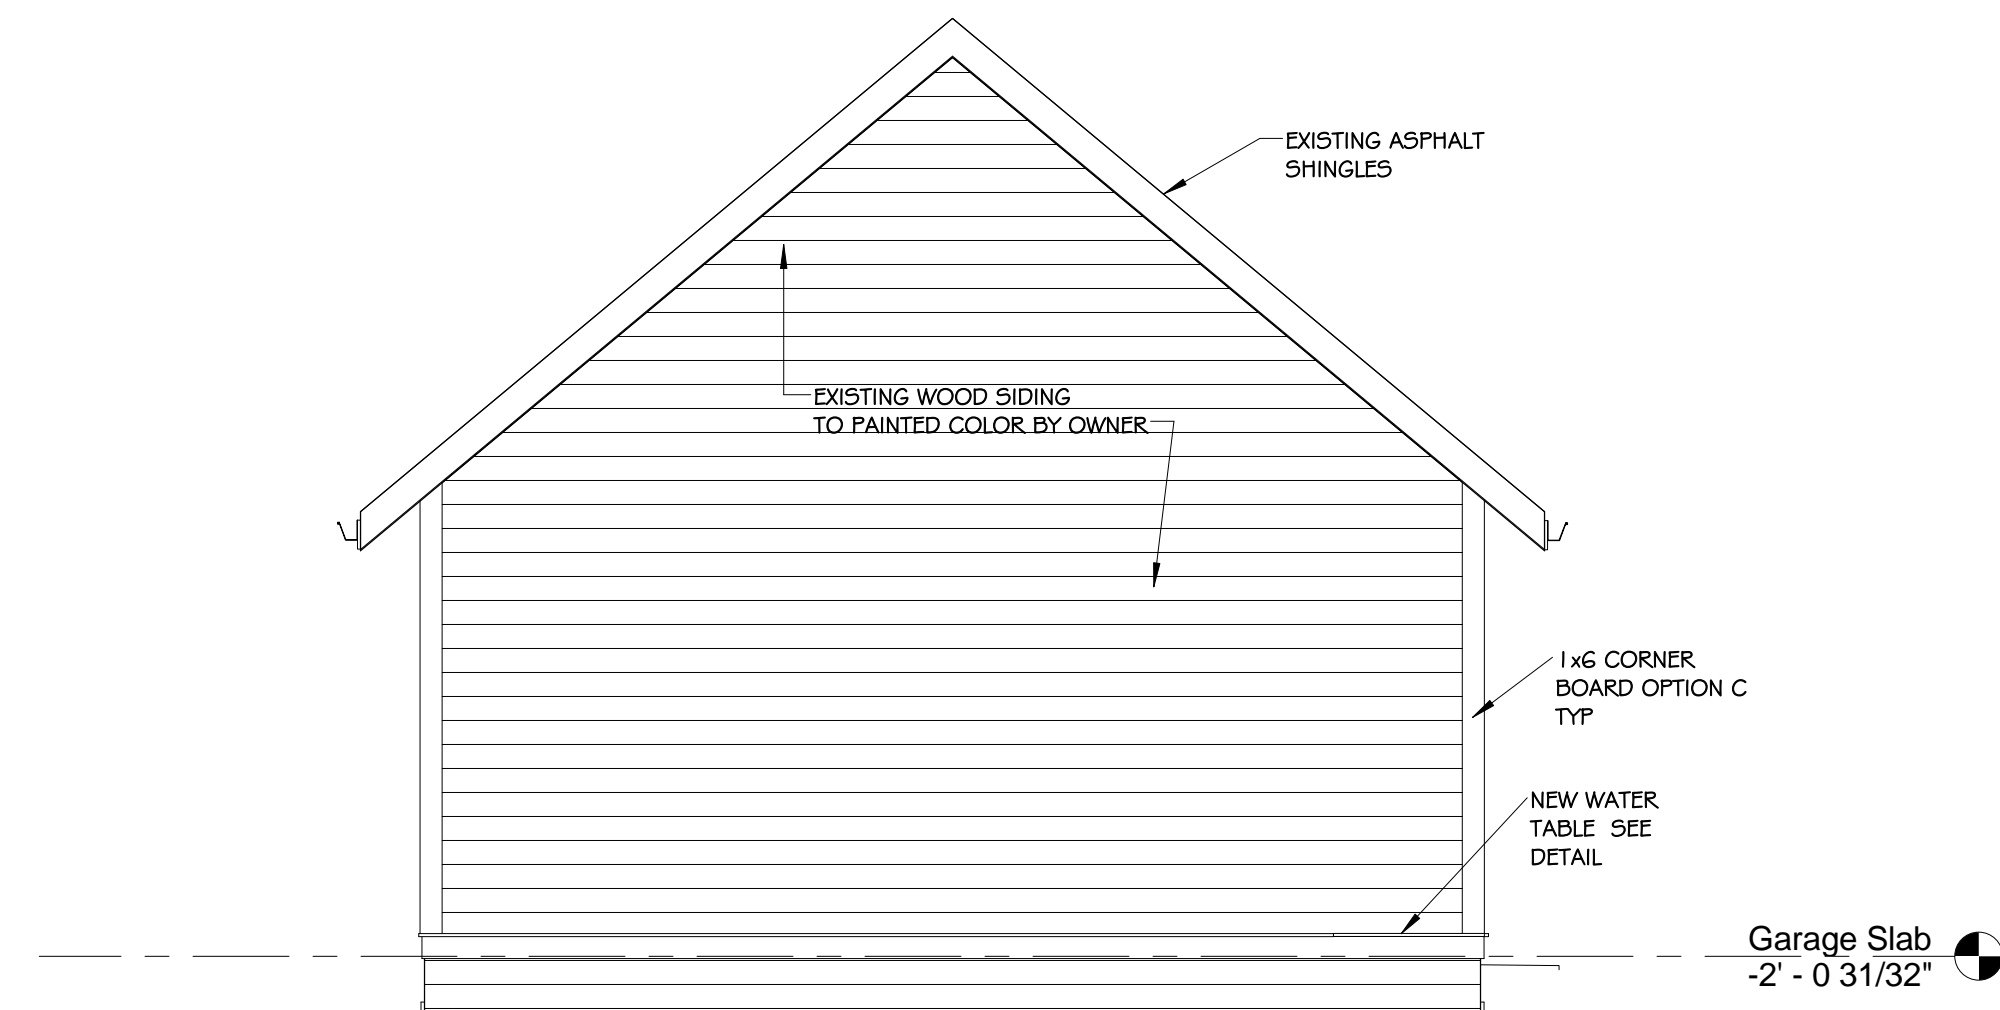 EXISTING ASPHALT
SHINGLES
EXISTING WOOD SIDING
TO PAINTED COLOR BY OWNER
1x6 CORNER
BOARD OPTION C
TYP
NEW WATER
TABLE  SEE
DETAIL
Garage Slab
-2' - 0 31/32"